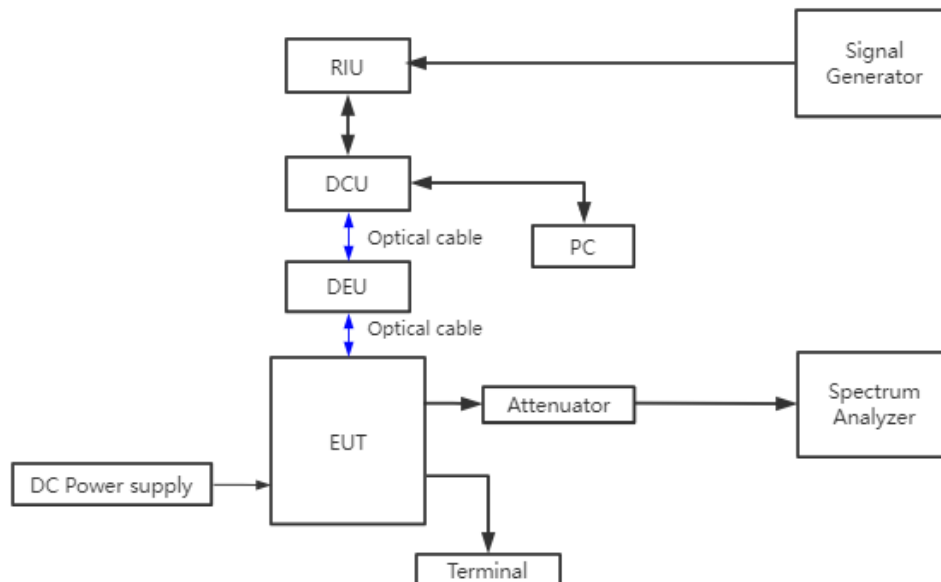 RIU
Signal
Generator
DCU
Optical cable
PC
DEU
Optical cable
EUT
Attenuator
Spectrum
Analyzer
DC Power supply
Terminal